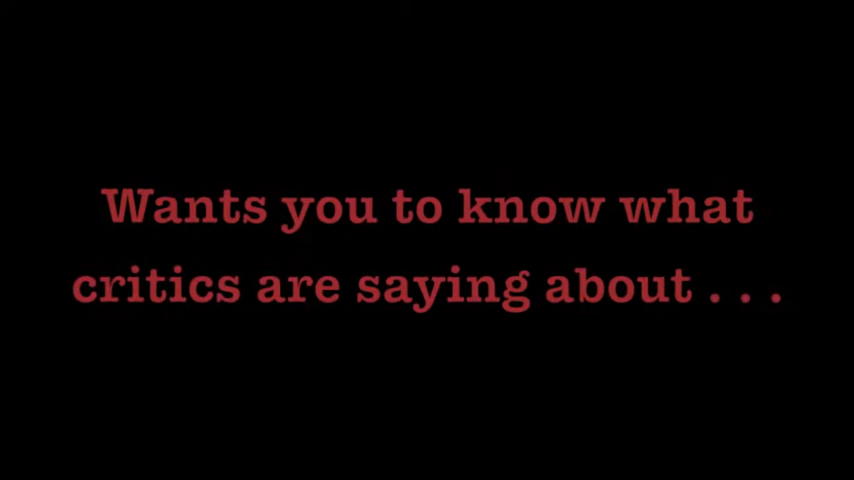 Wants you to know what
critics are saying about . . .